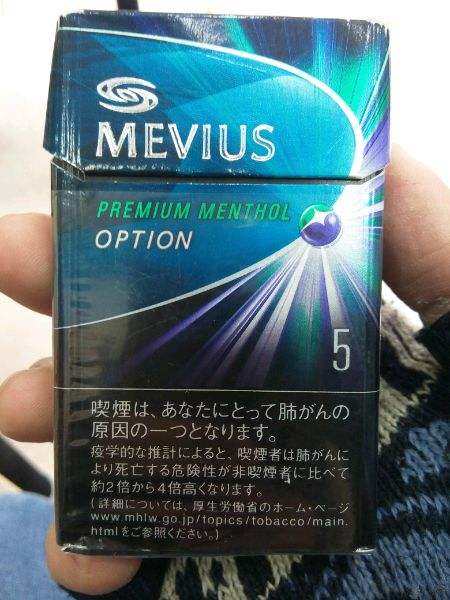 MEVIUS
PREMIUM MENTHOL
OPTION
5
喫煙は、あなたにとって肺がんの
原因の一つとなります。
疫学的な推計によると、喫煙者は肺がんに
より死亡する危険性が非喫煙者に比べて
約2倍から4倍高くなります。
(詳細については、厚生労働省のホーム・ページ
www.mhlw.go.jp/topics/tobacco/main.
htmlをご参照ください。)